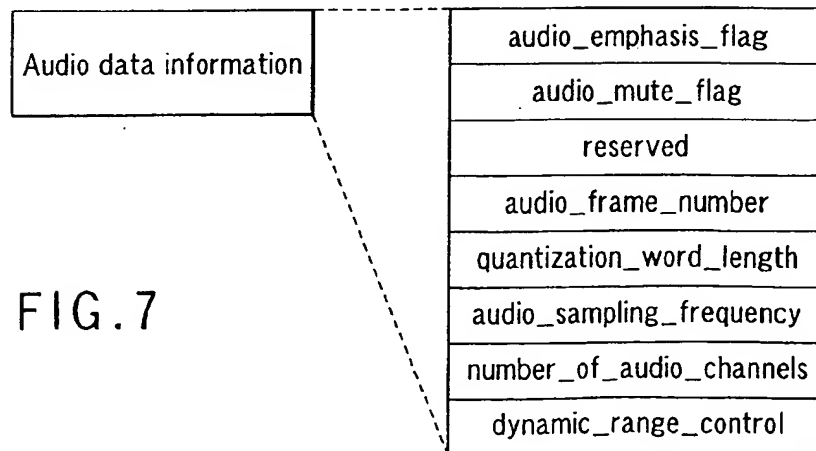 Audio data information
audio_emphasis_flag
audio_mute_flag
reserved
audio_frame_number
quantization_word_length
audio_sampling_frequency
number_of_audio_channels
dynamic_range_control
FIG.7